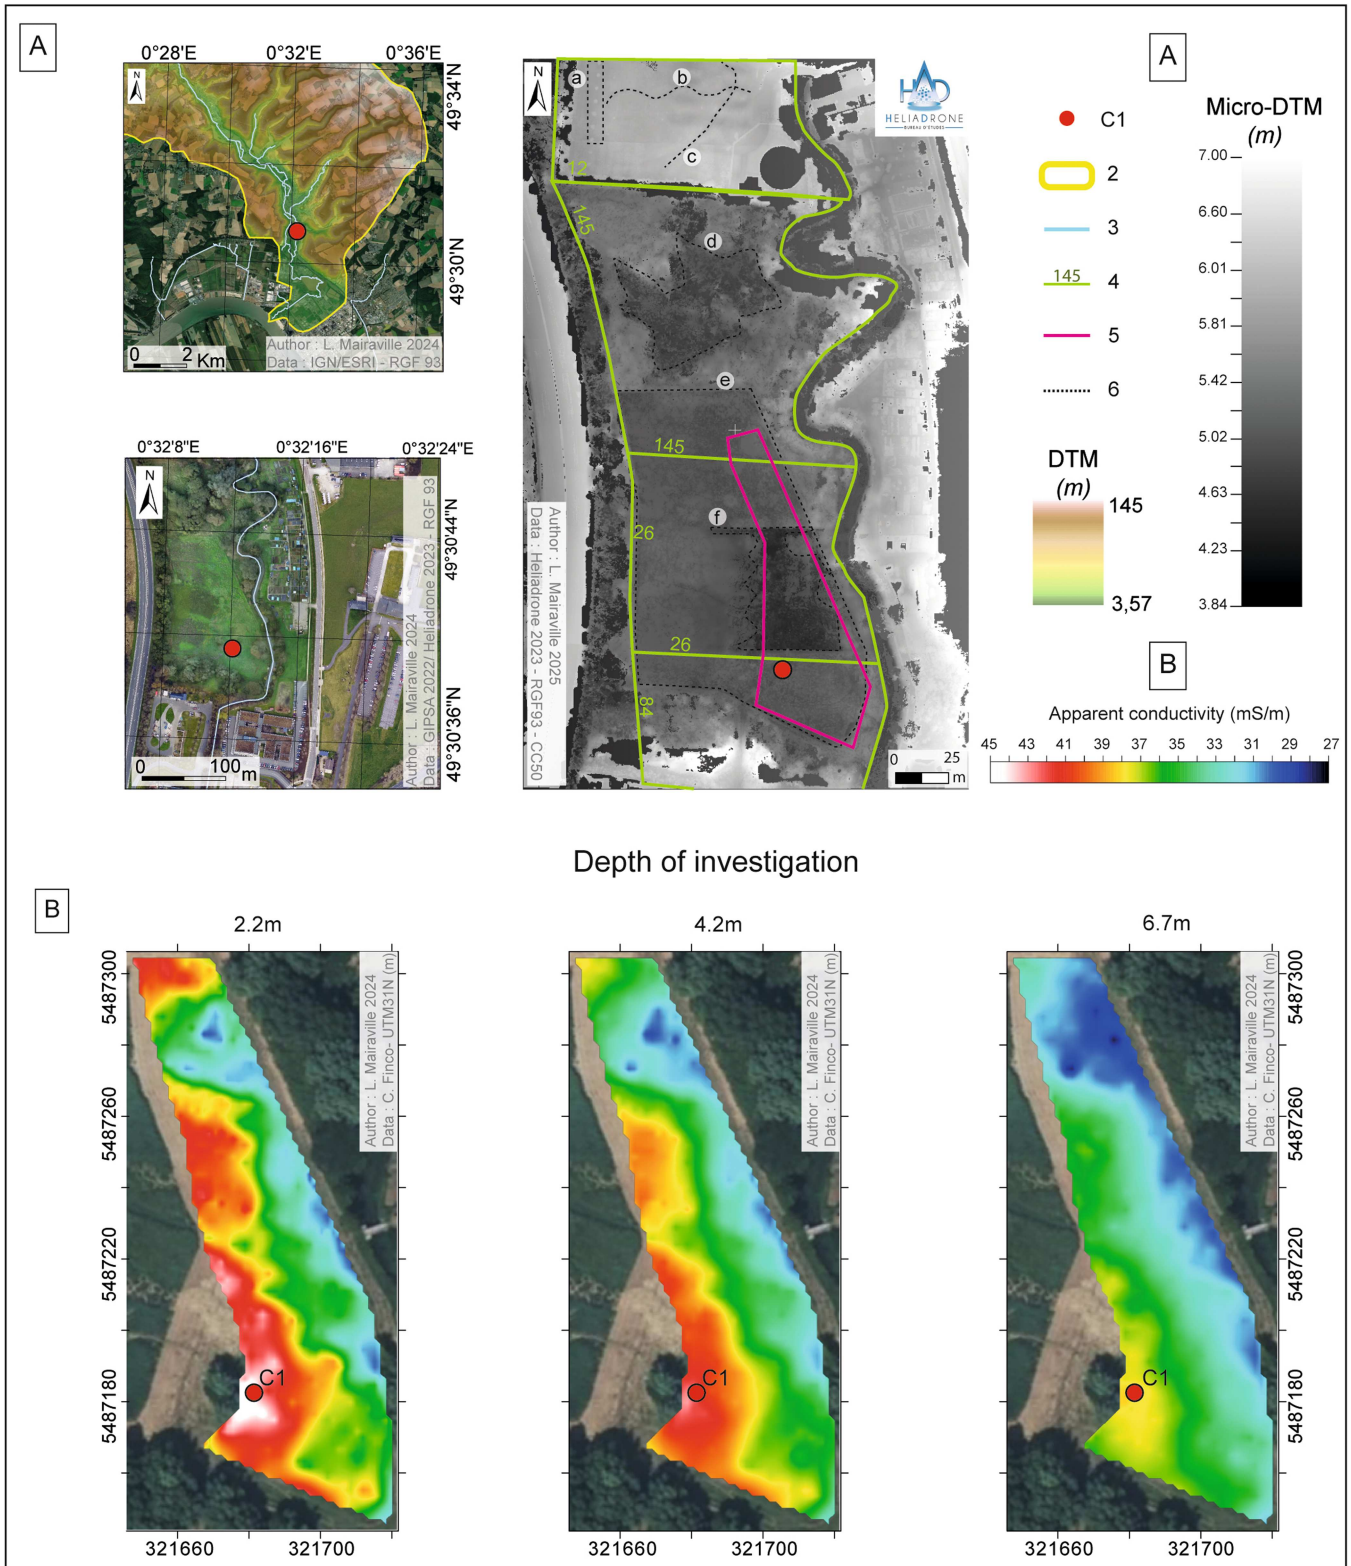 A
0°28'E 0°32'E 0°36'E
N
49°34'N
49°30'N
Author : L. Mairaville 2024
Data : IGN/ESRI - RGF 93
0 2 Km
0°32'8"E 0°32'16"E 0°32'24"E
N
49°30'44"N
49°30'36"N
Author : L. Mairaville 2024
Data : GIPSA 2022/ Heliadrone 2023 - RGF 93
0 100 m
N
a
b
c
12
145
d
e
145
f
26
26
84
Author : L. Mairaville 2025
Data : Heliadrone 2023 - RGF93 - CC50
0 25
m
HAD
HELIADRONE
BUREAU D'ÉTUDES
A
C1
2
3
145 4
5
6
Micro-DTM
(m)
7.00
6.60
6.01
5.81
5.42
5.02
4.63
4.23
3.84
DTM
(m)
145
3,57
B
Apparent conductivity (mS/m)
45 43 41 39 37 35 33 31 29 27
Depth of investigation
B
2.2m 4.2m 6.7m
5487300
5487260
5487220
5487180
Author : L. Mairaville 2024
Data : C. Finco- UTM31N (m)
C1
321660 321700
Author : L. Mairaville 2024
Data : C. Finco- UTM31N (m)
C1
321660 321700
Author : L. Mairaville 2024
Data : C. Finco- UTM31N (m)
C1
5487300
5487260
5487220
5487180
321660 321700